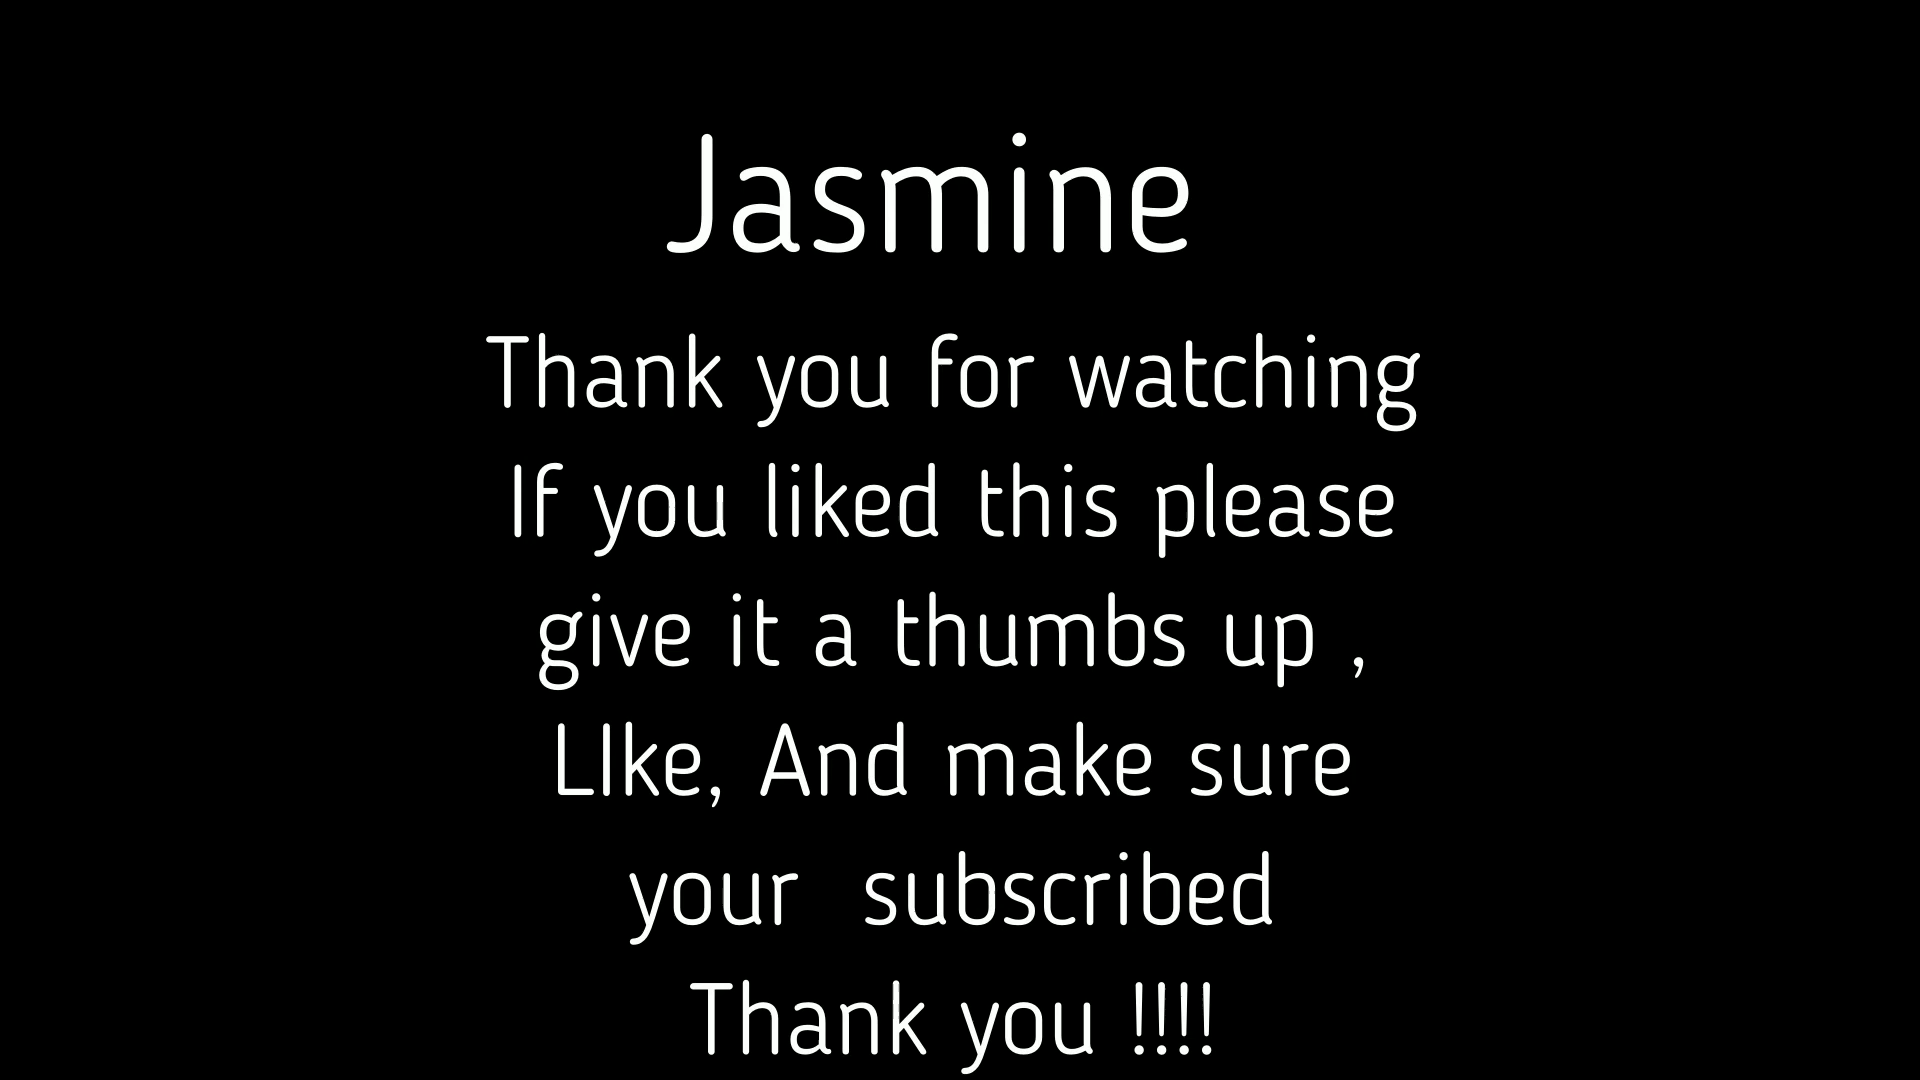 Jasmine
Thank you for watching
If you liked this please
give it a thumbs up ,
LIke, And make sure
your  subscribed
Thank you !!!!